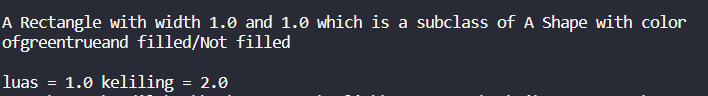 A Rectangle with width 1.0 and 1.0 which is a subclass of A Shape with color
ofgreentrueand filled/Not filled
luas = 1.0 keliling = 2.0